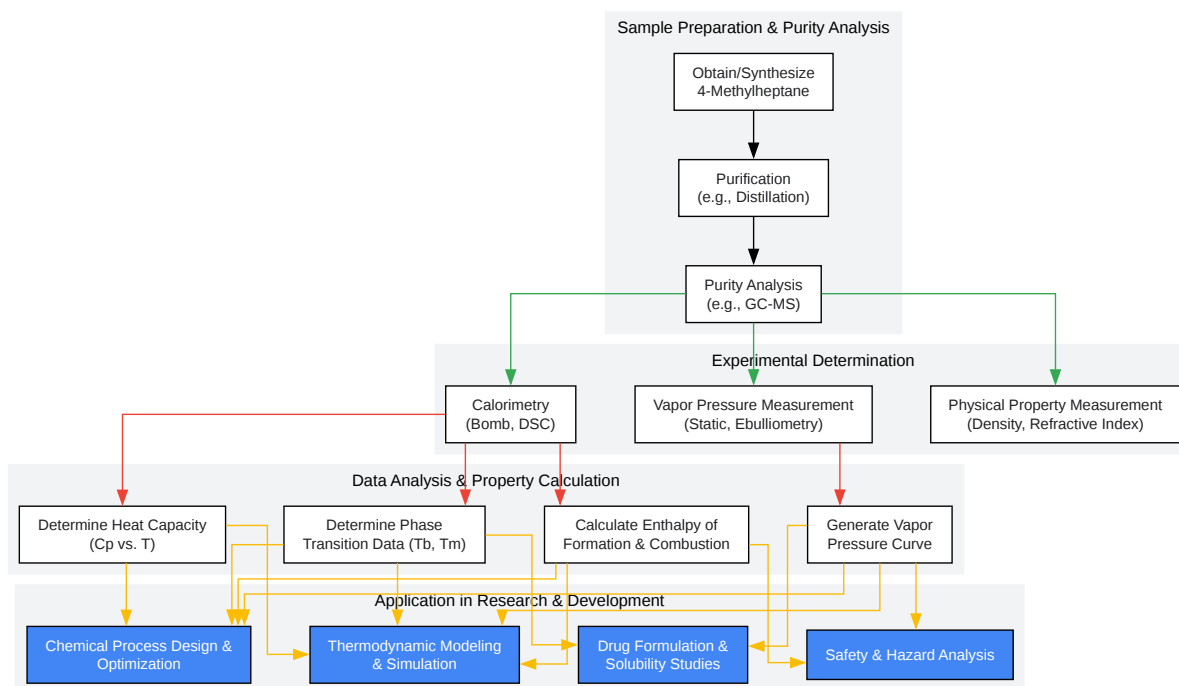 Sample Preparation & Purity Analysis
Obtain/Synthesize
4-Methylheptane
Purification
(e.g., Distillation)
Purity Analysis
(e.g., GC-MS)
Experimental Determination
Calorimetry
(Bomb, DSC)
Vapor Pressure Measurement
(Static, Ebulliometry)
Physical Property Measurement
(Density, Refractive Index)
Data Analysis & Property Calculation
Determine Heat Capacity
(Cp vs. T)
Determine Phase
Transition Data (Tb, Tm)
Calculate Enthalpy of
Formation & Combustion
Generate Vapor
Pressure Curve
Application in Research & Development
Chemical Process Design &
Optimization
Thermodynamic Modeling
& Simulation
Drug Formulation &
Solubility Studies
Safety & Hazard Analysis